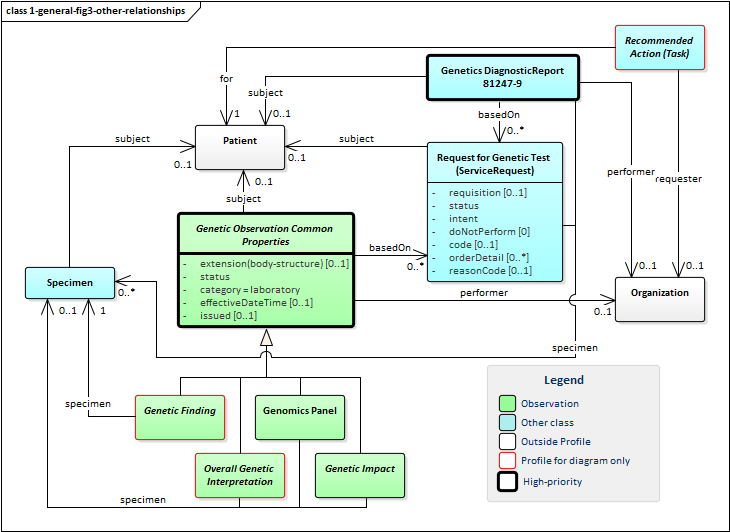 class 1-general-fig3-other-relationships
Recommended
Action (Task)
Genetics DiagnosticReport
81247-9
for
subject
1
0..1
basedOn
0..*
subject
Patient
subject
0..1
0..1
Request for Genetic Test
(ServiceRequest)
0..1
subject
performer
requester
- requisition [0..1]
- status
- intent
- doNotPerform [0]
- code [0..1]
- orderDetail [0..*]
- reasonCode [0..1]
Genetic Observation Common
Properties
- extension(body-structure) [0..1]
- status
- category = laboratory
- effectiveDateTime [0..1]
- issued [0..1]
basedOn
0..*
0..1
0..1
Specimen
0..*
performer
0..1
Organization
0..1
1
specimen
specimen
Genetic Finding
Genomics Panel
Overall Genetic
Interpretation
Genetic Impact
specimen
Legend
Observation
Other class
Outside Profile
Profile for diagram only
High-priority